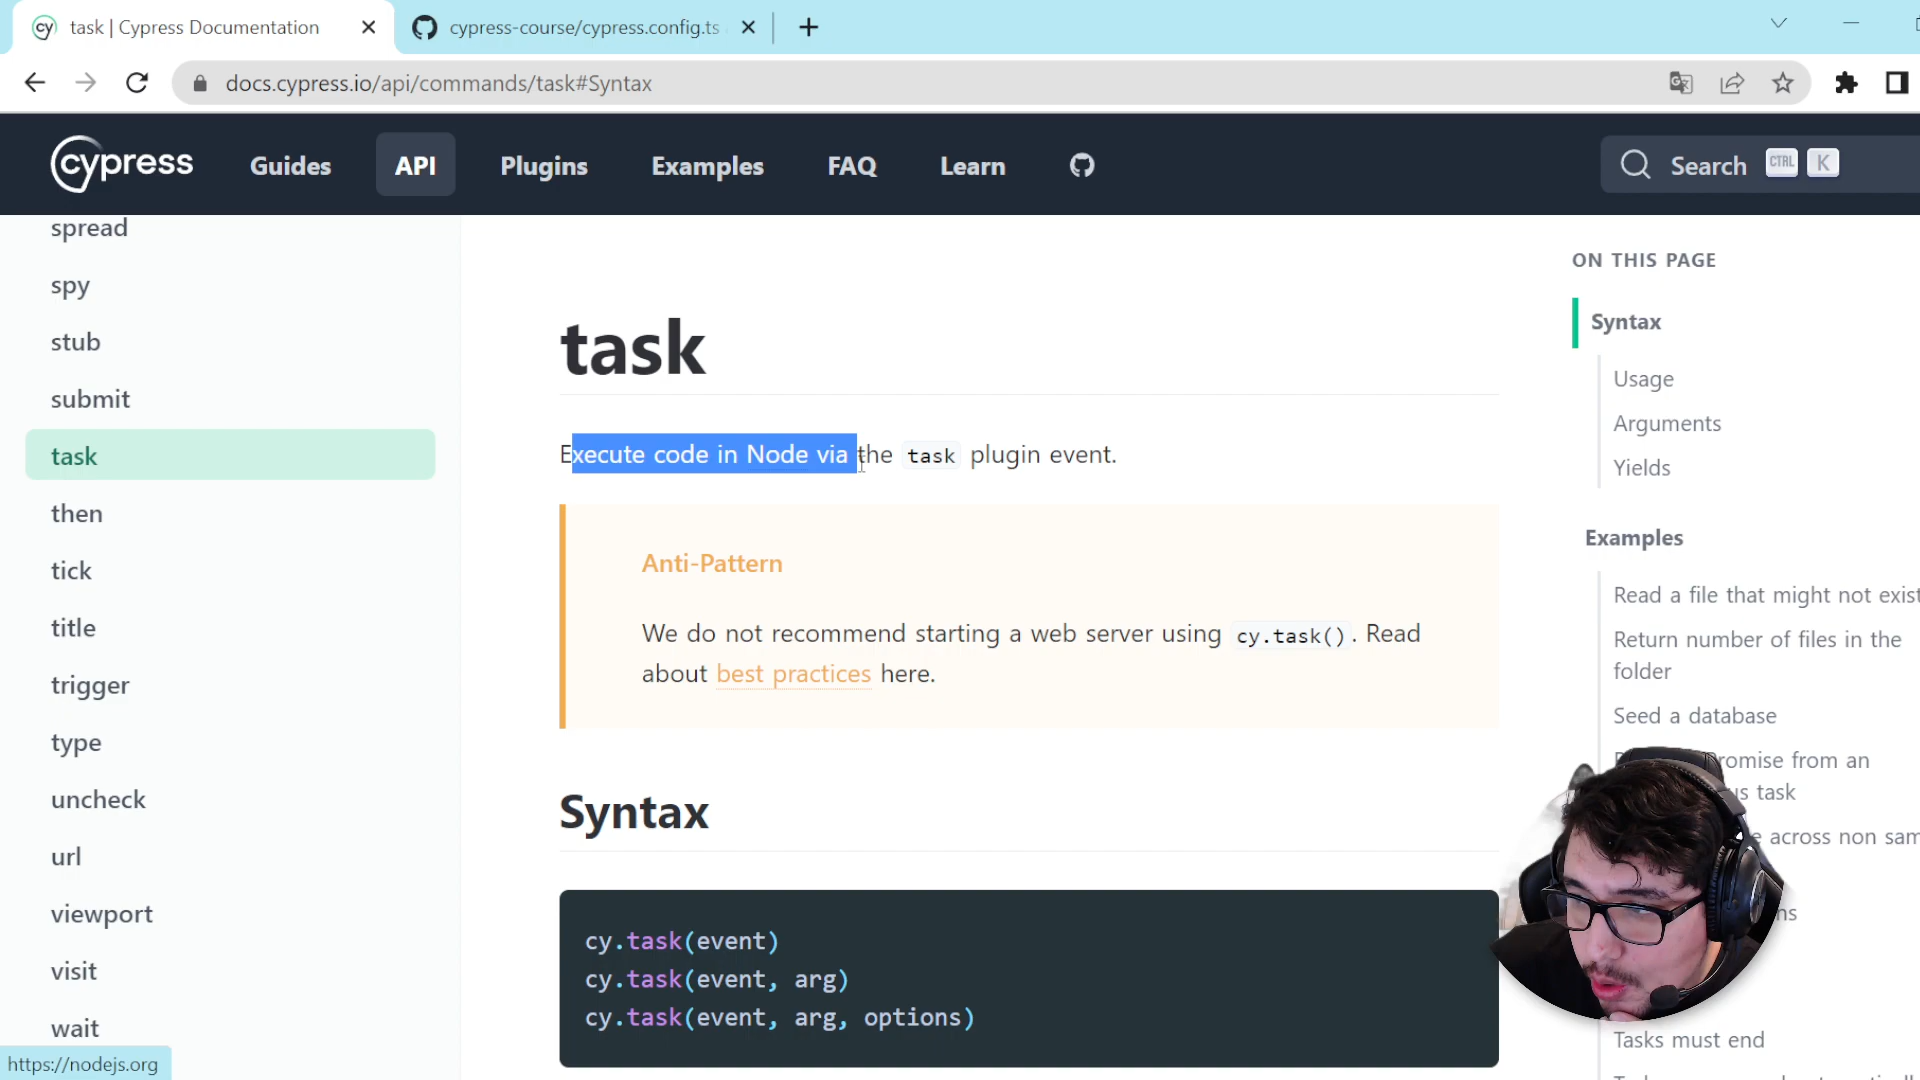 task | Cypress Documentation
cypress-course/cypress.config.ts
docs.cypress.io/api/commands/task#Syntax
cypress
Guides
API
Plugins
Examples
FAQ
Learn
Search
CTRL
K
spread
spy
stub
submit
task
then
tick
title
trigger
type
uncheck
url
viewport
visit
wait
https://nodejs.org
task
Execute code in Node via the task plugin event.
Anti-Pattern
We do not recommend starting a web server using cy.task(). Read
about best practices here.
Syntax
cy.task(event)
cy.task(event, arg)
cy.task(event, arg, options)
ON THIS PAGE
Syntax
Usage
Arguments
Yields
Examples
Read a file that might not exist
Return number of files in the
folder
Seed a database
romise from an
us task
across non sam
Tasks must end